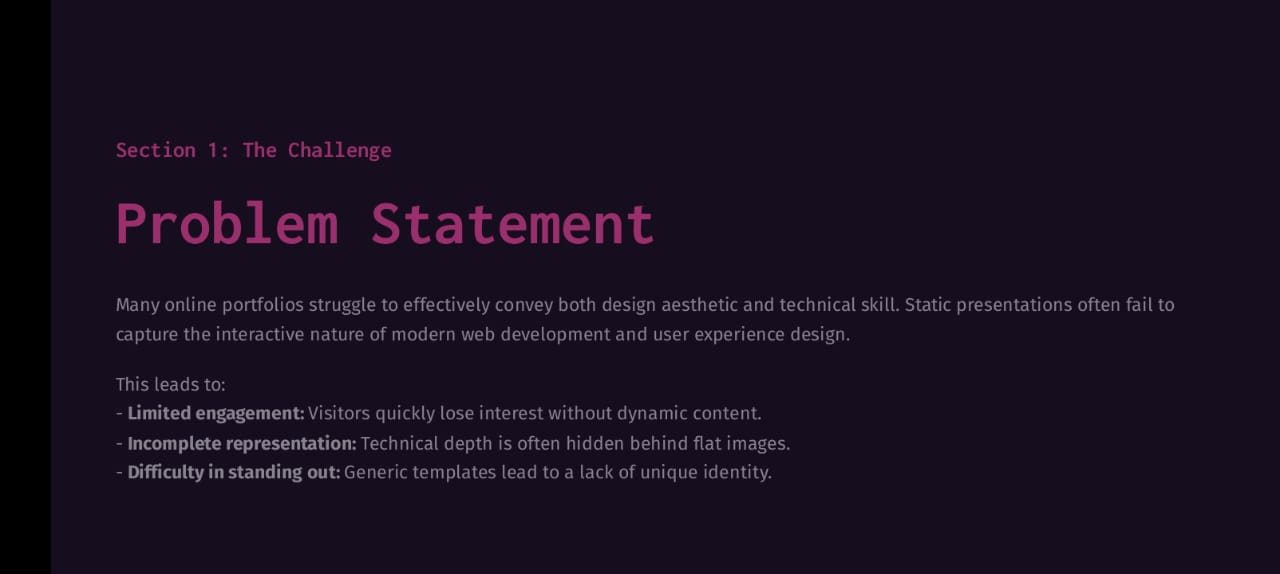 Section 1: The Challenge
Problem Statement
Many online portfolios struggle to effectively convey both design aesthetic and technical skill. Static presentations often fail to
capture the interactive nature of modern web development and user experience design.
This leads to:
- Limited engagement: Visitors quickly lose interest without dynamic content.
- Incomplete representation: Technical depth is often hidden behind flat images.
- Difficulty in standing out: Generic templates lead to a lack of unique identity.